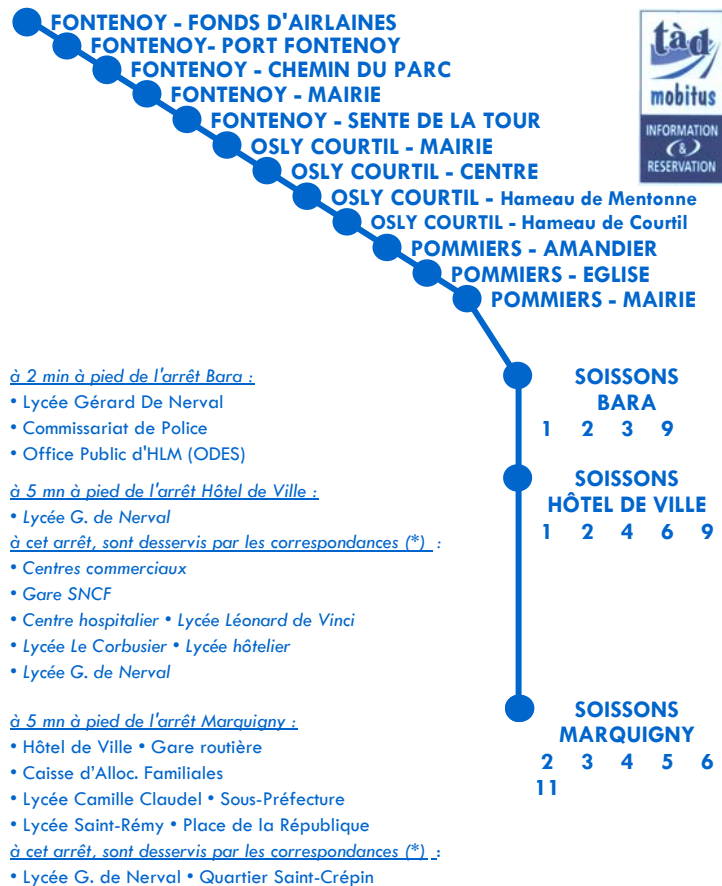 FONTENOY - FONDS D'AIRLAINES
FONTENOY- PORT FONTENOY
FONTENOY - CHEMIN DU PARC
FONTENOY - MAIRIE
FONTENOY - SENTE DE LA TOUR
OSLY COURTIL - MAIRIE
OSLY COURTIL - CENTRE
OSLY COURTIL - Hameau de Mentonne
OSLY COURTIL - Hameau de Courtil
POMMIERS - AMANDIER
POMMIERS - EGLISE
POMMIERS - MAIRIE
tàd
mobitus
INFORMATION
&
RESERVATION
à 2 min à pied de l'arrêt Bara :
• Lycée Gérard De Nerval
• Commissariat de Police
• Office Public d'HLM (ODES)
SOISSONS
BARA
1 2 3 9
à 5 mn à pied de l'arrêt Hôtel de Ville :
• Lycée G. de Nerval
à cet arrêt, sont desservis par les correspondances (*) :
• Centres commerciaux
• Gare SNCF
• Centre hospitalier • Lycée Léonard de Vinci
• Lycée Le Corbusier • Lycée hôtelier
• Lycée G. de Nerval
SOISSONS
HÔTEL DE VILLE
1 2 4 6 9
à 5 mn à pied de l'arrêt Marquigny :
• Hôtel de Ville • Gare routière
• Caisse d'Alloc. Familiales
• Lycée Camille Claudel • Sous-Préfecture
• Lycée Saint-Rémy • Place de la République
à cet arrêt, sont desservis par les correspondances (*) :
• Lycée G. de Nerval • Quartier Saint-Crépin
SOISSONS
MARQUIGNY
2 3 4 5 6
11